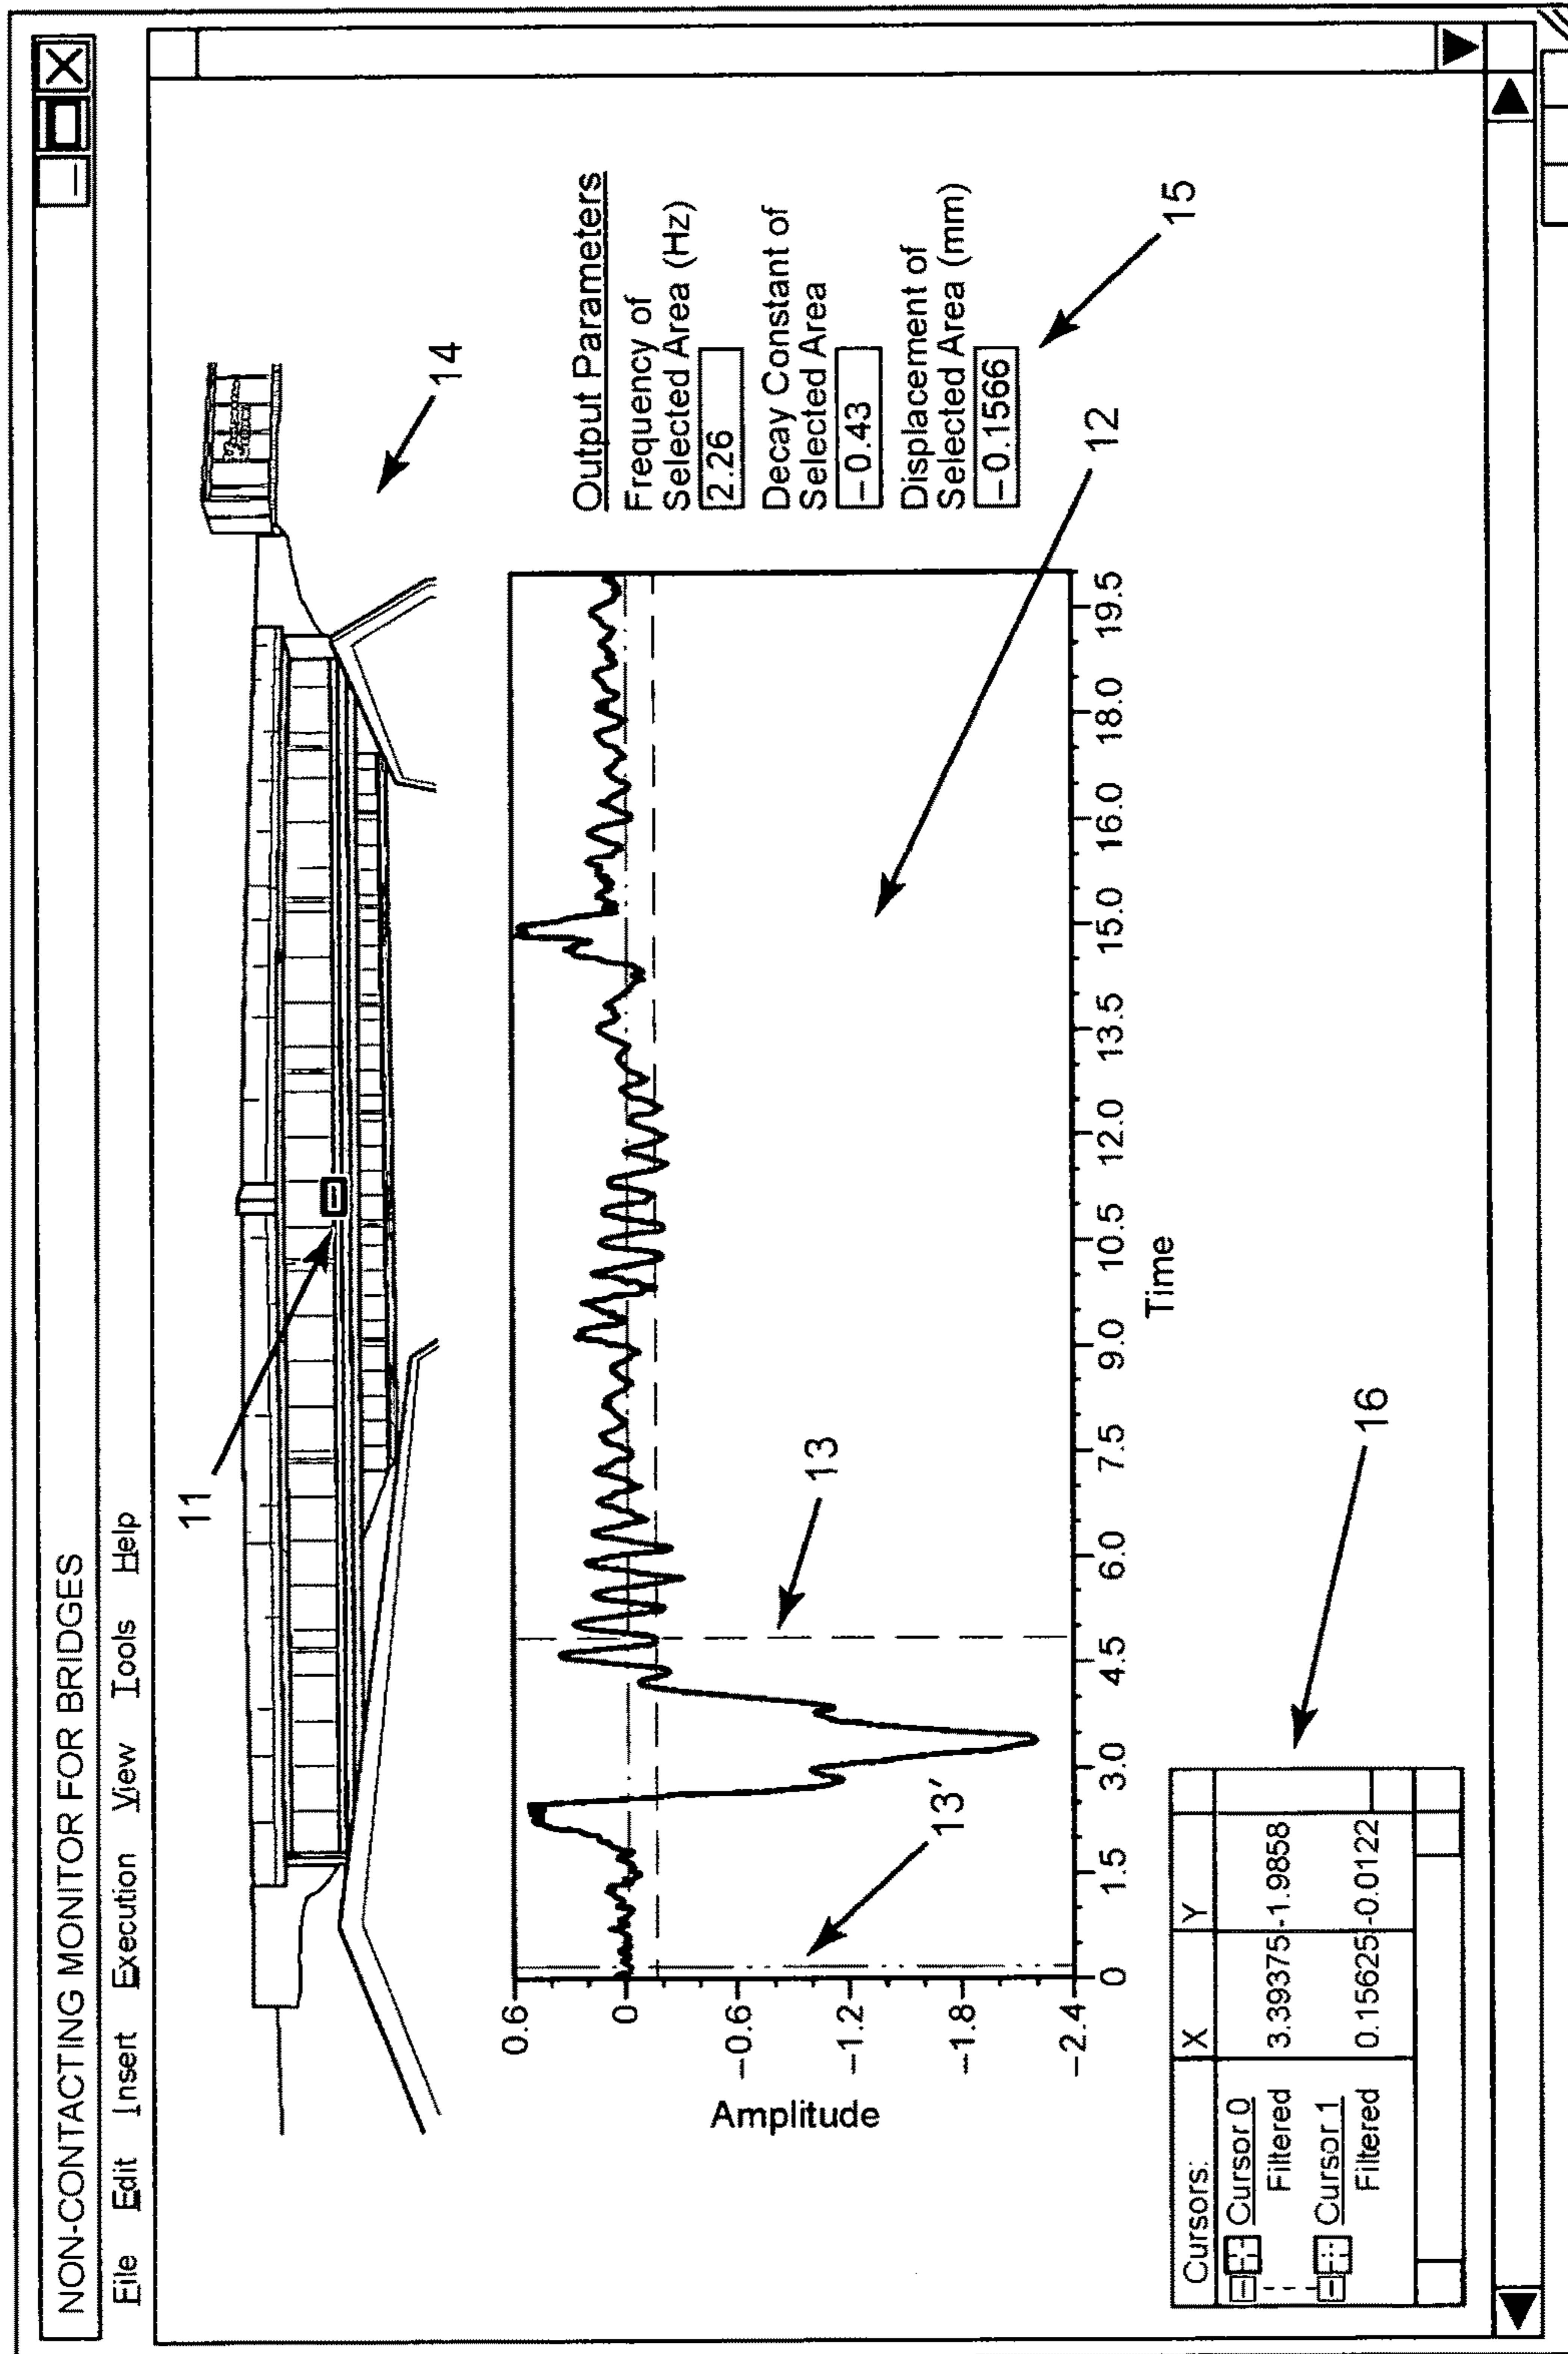 NON-CONTACTING MONITOR FOR BRIDGES
File Edit Insert Execution View Tools Help
11
14
Output Parameters
Frequency of
Selected Area (Hz)
2.26
Decay Constant of
Selected Area
−0.43
Displacement of
Selected Area (mm)
−0.1566
15
12
13
13′
Amplitude
0.6
0
−0.6
−1.2
−1.8
−2.4
0 1.5 3.0 4.5 6.0 7.5 9.0 10.5 12.0 13.5 15.0 16.0 18.0 19.5
Time
16
Cursors: X Y
Cursor 0
Filtered 3.39375 -1.9858
Cursor 1
Filtered 0.15625 -0.0122